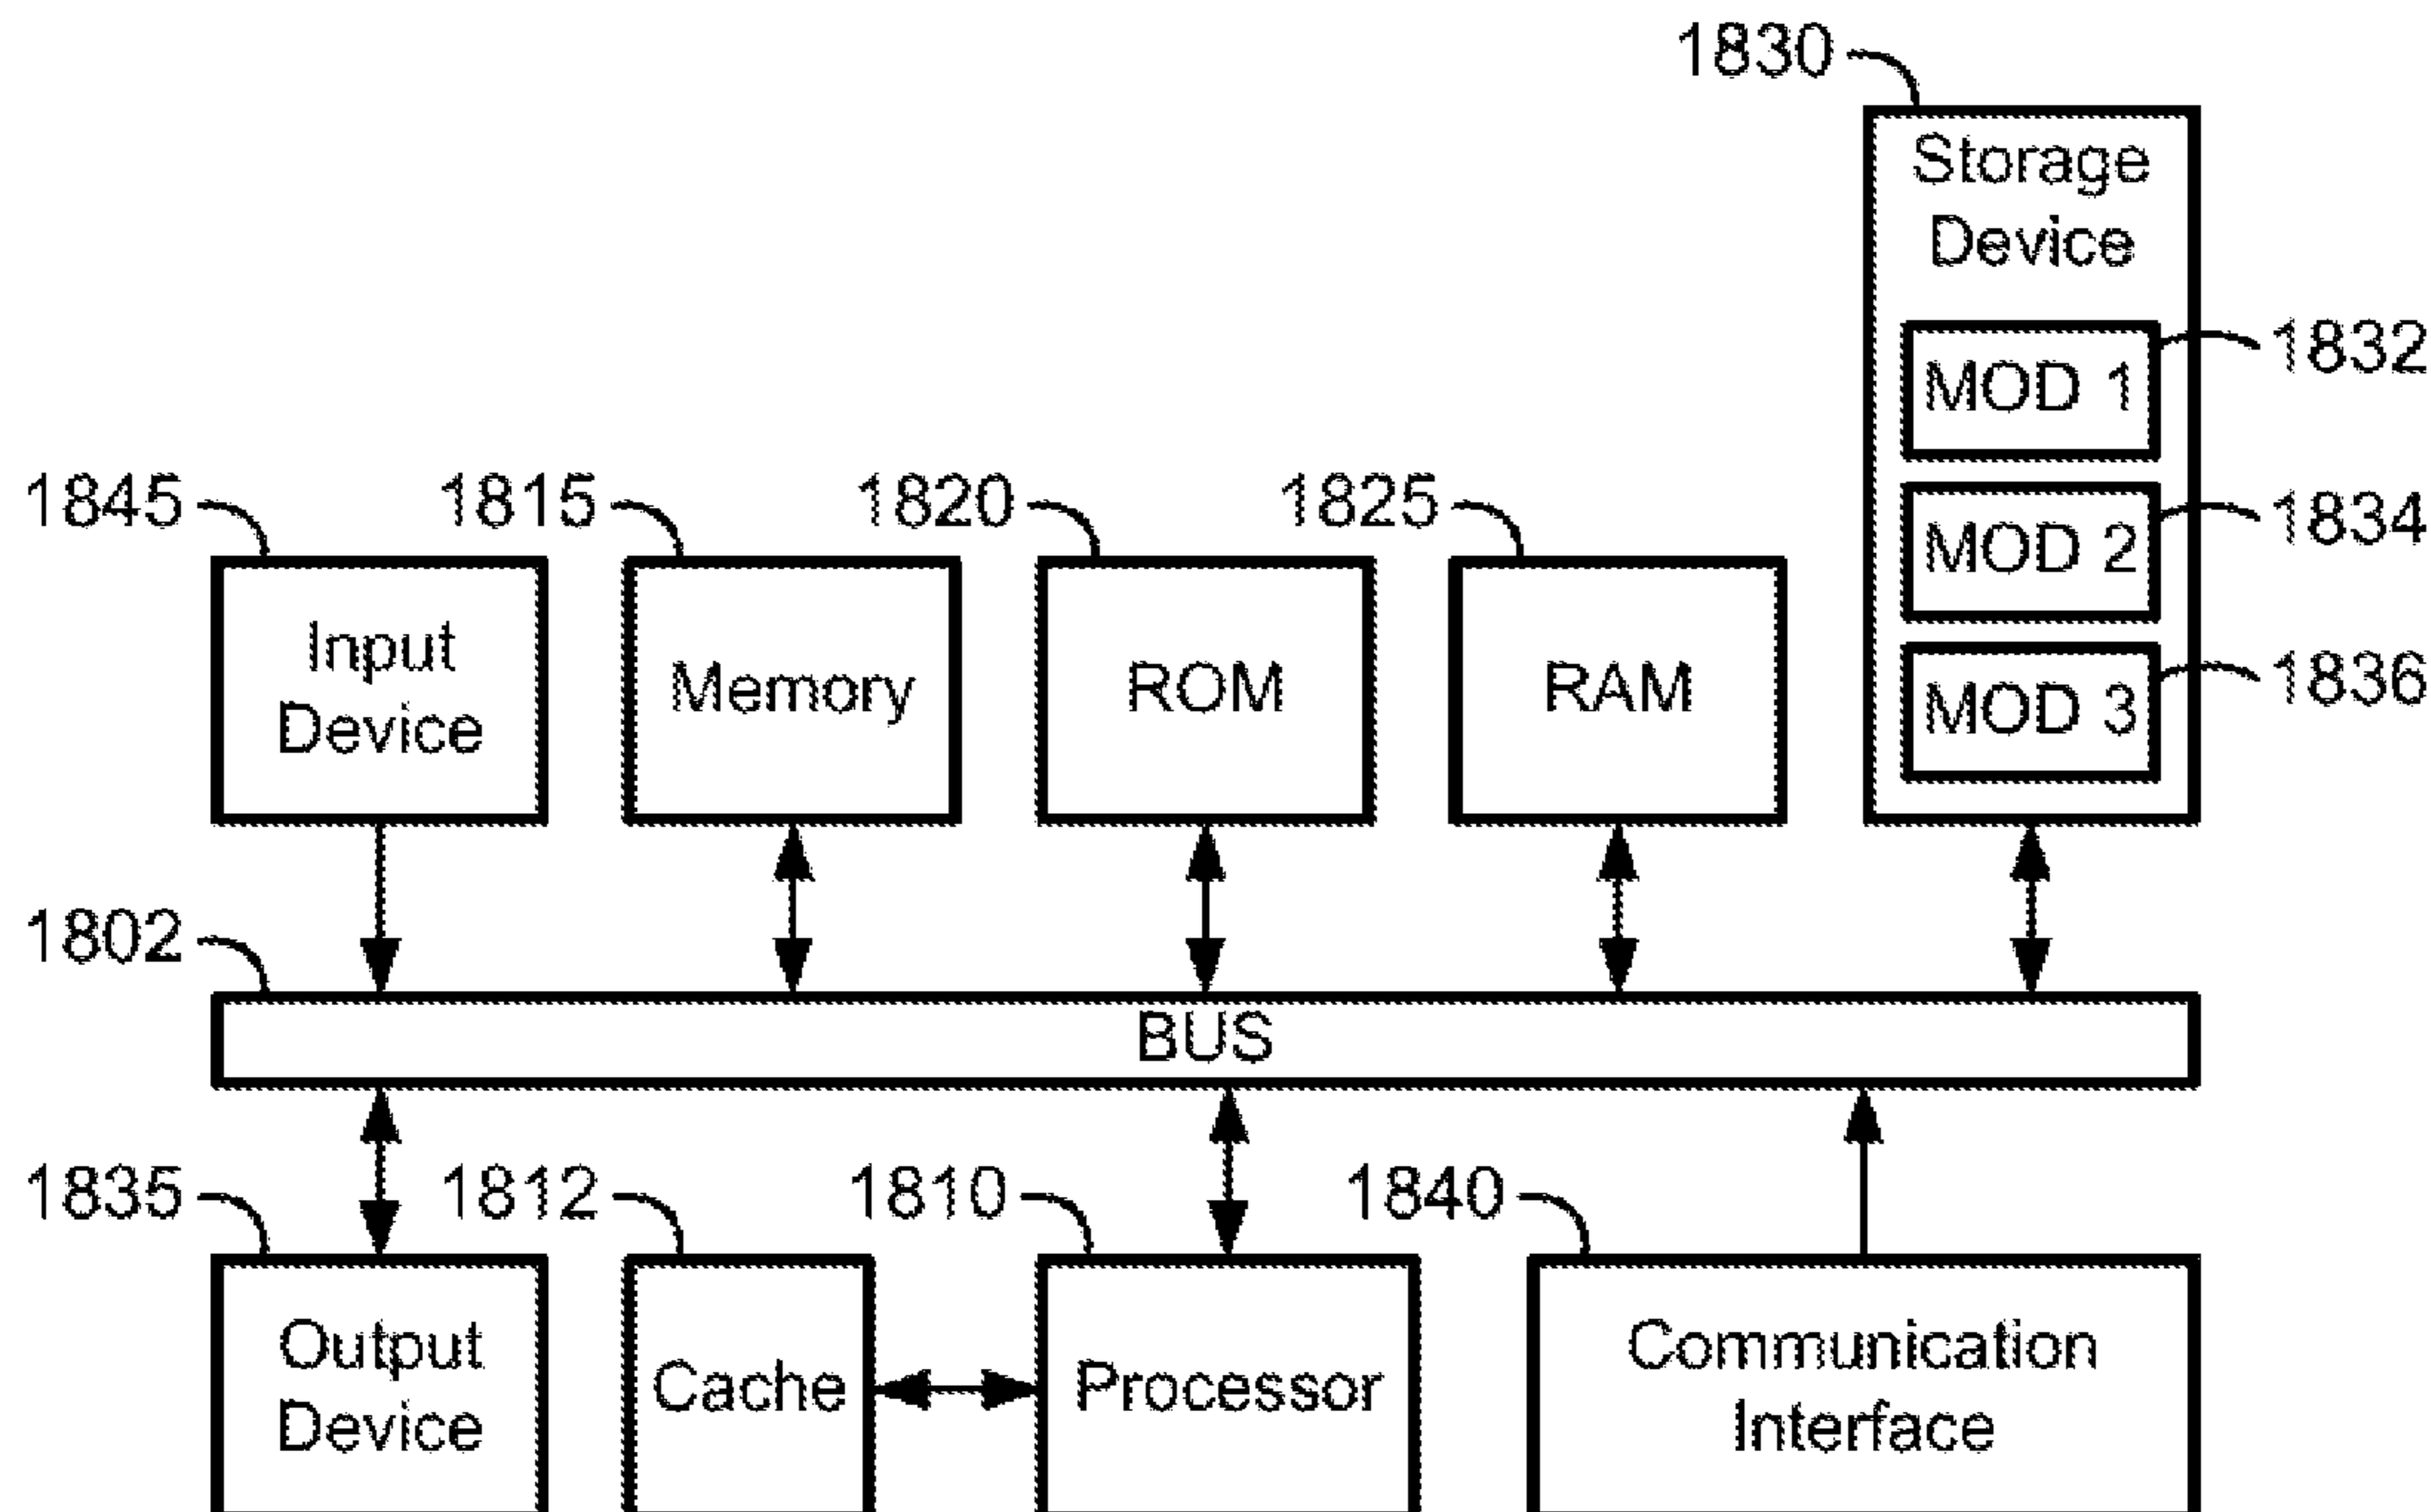 1830
Storage
Device
MOD 1
1832
MOD 2
1834
MOD 3
1836
1845
1815
1820
1825
Input
Device
Memory
ROM
RAM
1802
BUS
1835
1812
1810
1840
Output
Device
Cache
Processor
Communication
Interface